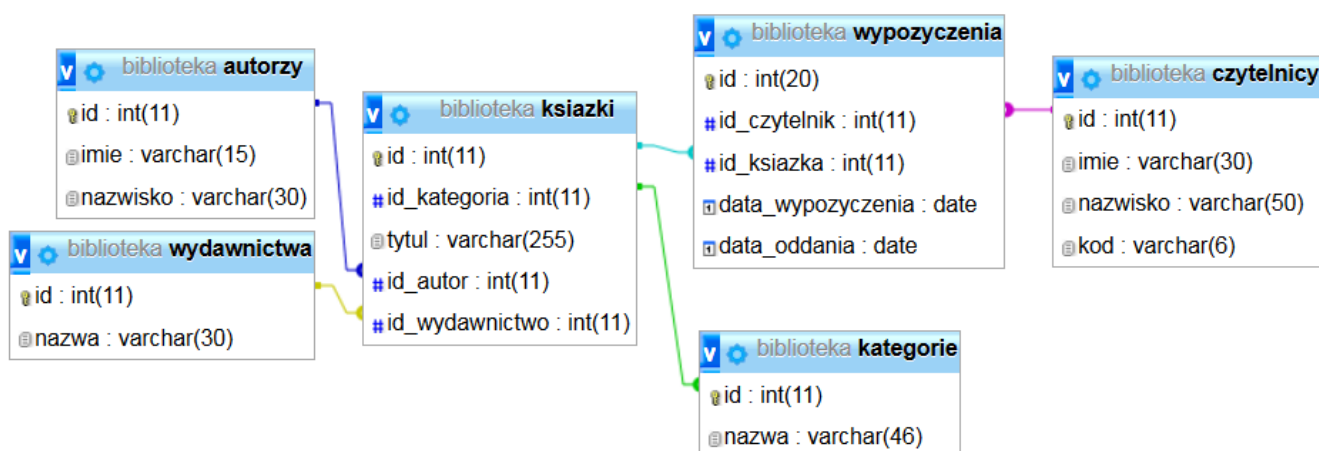 biblioteka autorzy
id : int(11)
imie : varchar(15)
nazwisko : varchar(30)
biblioteka wydawnictwa
id : int(11)
nazwa : varchar(30)
biblioteka ksiazki
id : int(11)
id_kategoria : int(11)
tytul : varchar(255)
id_autor : int(11)
id_wydawnictwo : int(11)
biblioteka wypozyczenia
id : int(20)
id_czytelnik : int(11)
id_ksiazka : int(11)
data_wypozyczenia : date
data_oddania : date
biblioteka kategorie
id : int(11)
nazwa : varchar(46)
biblioteka czytelnicy
id : int(11)
imie : varchar(30)
nazwisko : varchar(50)
kod : varchar(6)